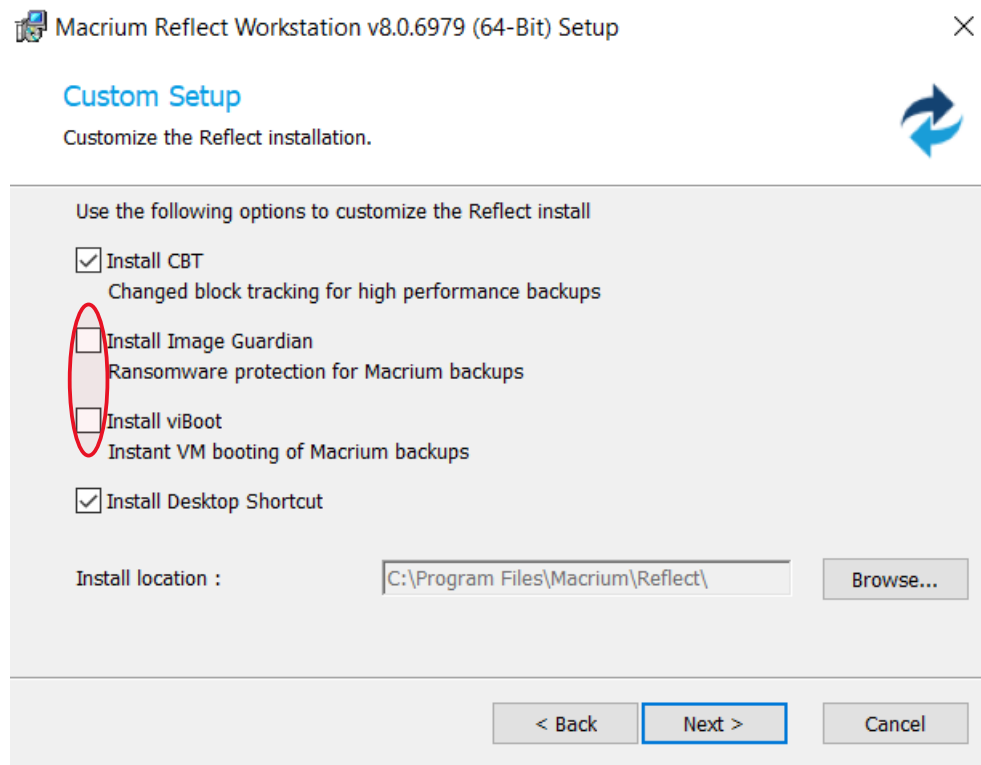 Macrium Reflect Workstation v8.0.6979 (64-Bit) Setup
Custom Setup
Customize the Reflect installation.
Use the following options to customize the Reflect install
Install CBT
Changed block tracking for high performance backups
Install Image Guardian
Ransomware protection for Macrium backups
Install viBoot
Instant VM booting of Macrium backups
Install Desktop Shortcut
Install location : C:\Program Files\Macrium\Reflect\ Browse...
< Back Next > Cancel